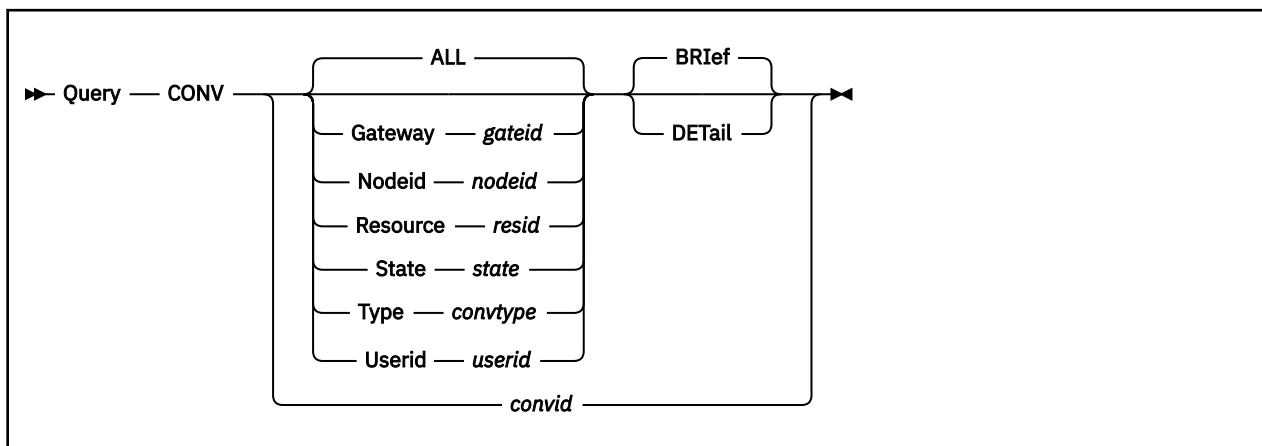 ALL BRIef
Query CONV
Gateway gateid DETail
Nodeid nodeid
Resource resid
State state
Type convtype
Userid userid
convid